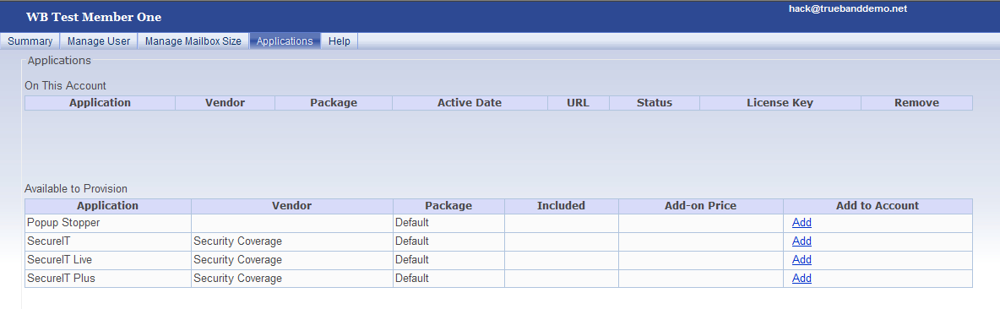 WB Test Member One
hack@truebanddemo.net
Summary Manage User Manage Mailbox Size Applications Help
Applications
On This Account
Application Vendor Package Active Date URL Status License Key Remove
Available to Provision
Application Vendor Package Included Add-on Price Add to Account
Popup Stopper Default Add
SecureIT Security Coverage Default Add
SecureIT Live Security Coverage Default Add
SecureIT Plus Security Coverage Default Add